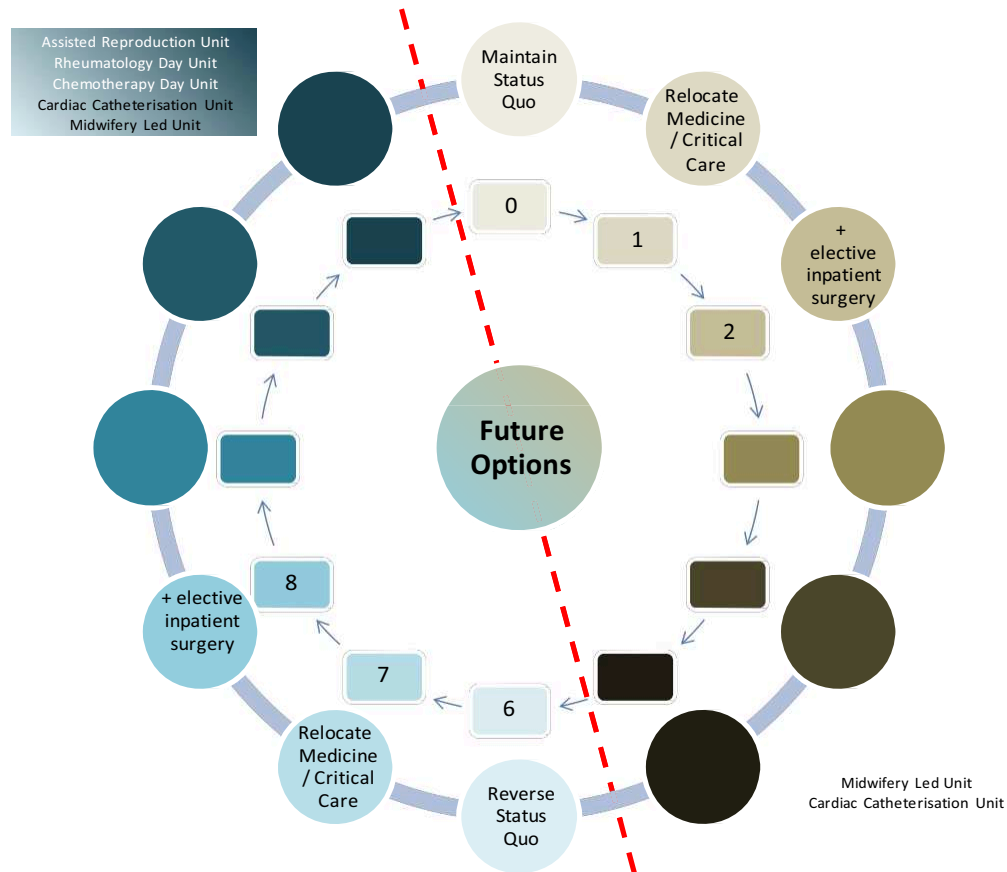 Assisted Reproduction Unit
Rheumatology Day Unit
Chemotherapy Day Unit
Cardiac Catheterisation Unit
Midwifery Led Unit
Maintain
Status
Quo
Relocate
Medicine
/ Critical
Care
+
elective
inpatient
surgery
0
1
2
Future
Options
8
7
6
+ elective
inpatient
surgery
Relocate
Medicine
/ Critical
Care
Reverse
Status
Quo
Midwifery Led Unit
Cardiac Catheterisation Unit